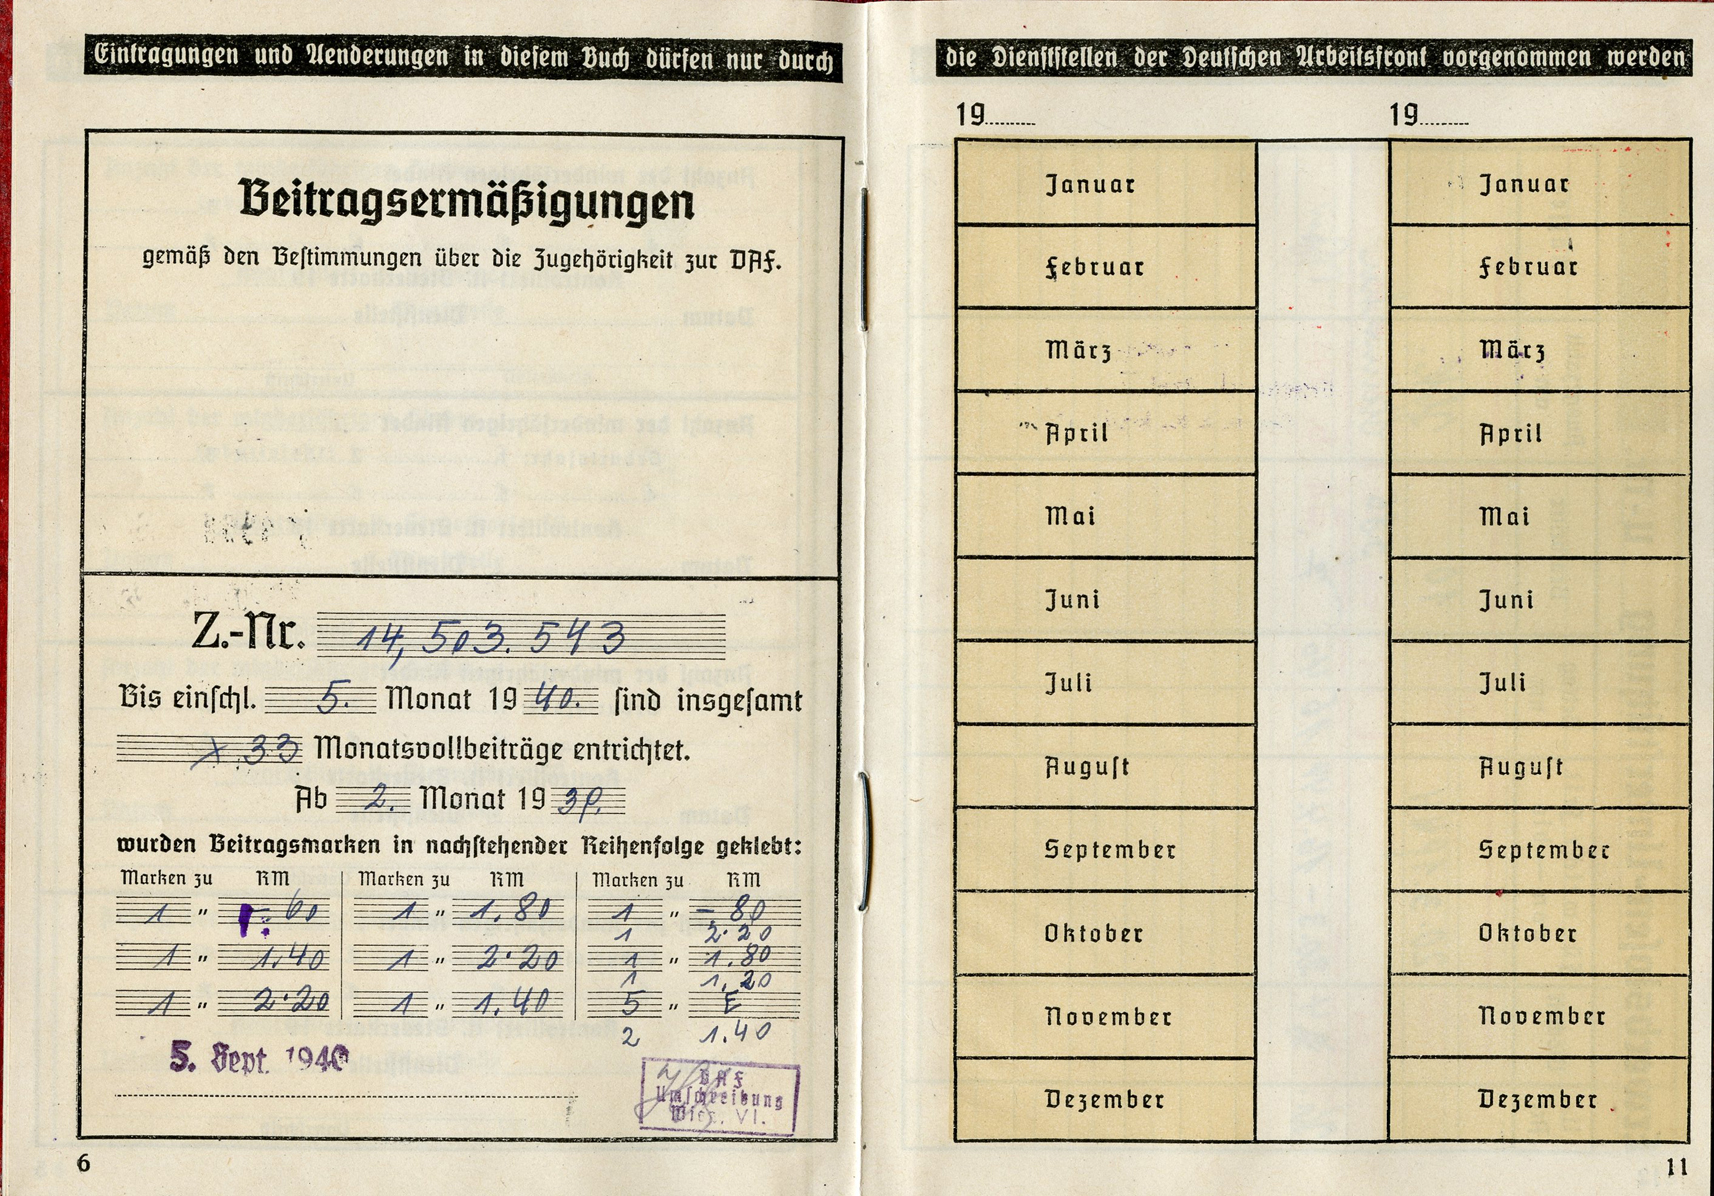 Eintragungen und Aenderungen in diesem Buch dürfen nur durch
Beitragsermäßigungen
gemäß den Bestimmungen über die Zugehörigkeit zur DAF.
Z.-Nr. 14,503.543
Bis einschl. 5. Monat 1940. sind insgesamt
33 Monatsvollbeiträge entrichtet.
Ab 2. Monat 1939.
wurden Beitragsmarken in nachstehender Reihenfolge geklebt:
Marken zu RM Marken zu RM Marken zu RM
1 " 60 1 " 1.80 1 " – 80
1 2.20
1 " 1.40 1 " 2.20 1 " 1.80
1 1.20
1 " 2.20 1 " 1.40 5 " E
2 1.40
5. Sept. 1940
DAF
Umschreibung
Wien. VI.
6
die Dienststellen der Deutschen Arbeitsfront vorgenommen werden
19........ 19........
Januar Januar
Februar Februar
März März
April April
Mai Mai
Juni Juni
Juli Juli
August August
September September
Oktober Oktober
November November
Dezember Dezember
11